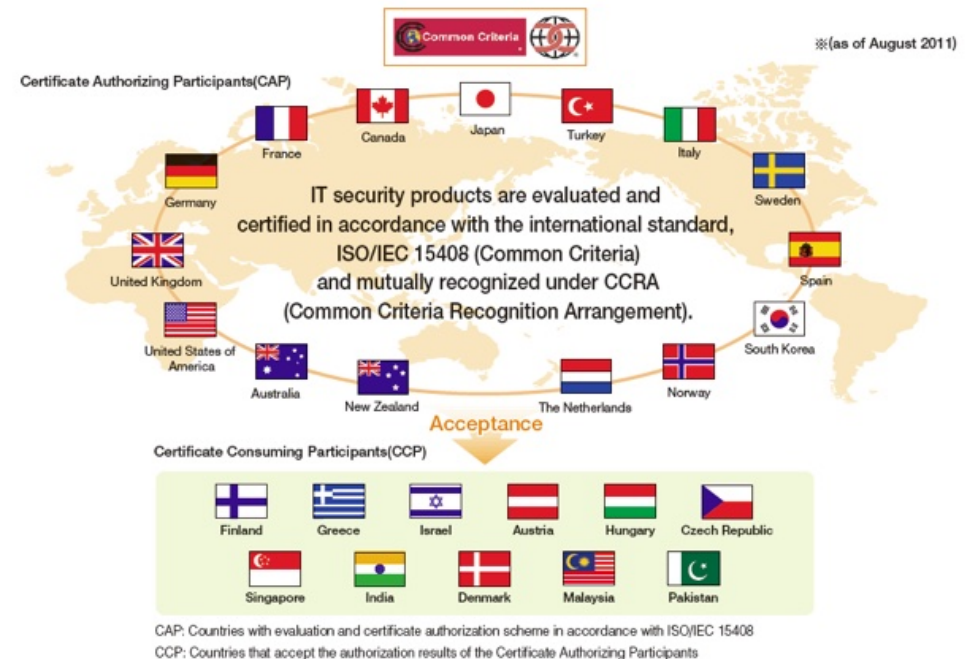 Common Criteria
※(as of August 2011)
Certificate Authorizing Participants(CAP)
Japan
Canada
Turkey
France
Italy
Germany
Sweden
IT security products are evaluated and
certified in accordance with the international standard,
ISO/IEC 15408 (Common Criteria)
and mutually recognized under CCRA
(Common Criteria Recognition Arrangement).
United Kingdom
Spain
United States of
America
South Korea
Australia
New Zealand
The Netherlands
Norway
Acceptance
Certificate Consuming Participants(CCP)
Finland
Greece
Israel
Austria
Hungary
Czech Republic
Singapore
India
Denmark
Malaysia
Pakistan
CAP: Countries with evaluation and certificate authorization scheme in accordance with ISO/IEC 15408
CCP: Countries that accept the authorization results of the Certificate Authorizing Participants